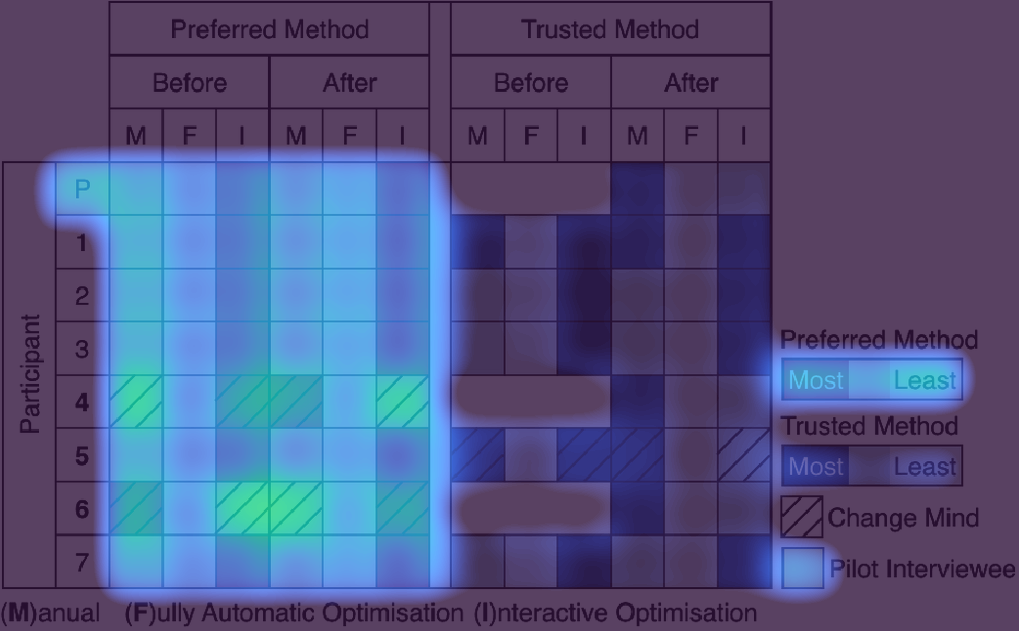 Preferred Method Trusted Method
Before After Before After
M F I M F I M F I M F I
Participant
P
1
2
3
4
5
6
7
Preferred Method
Most Least
Trusted Method
Most Least
Change Mind
Pilot Interviewee
(M)anual (F)ully Automatic Optimisation (I)nteractive Optimisation